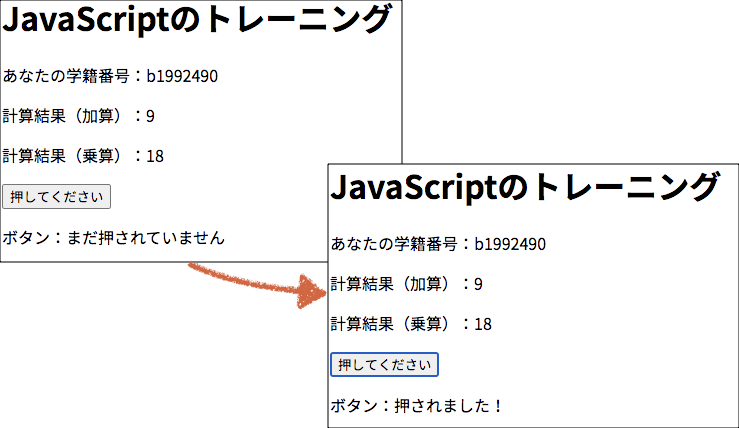 JavaScriptのトレーニング
あなたの学籍番号：b1992490
計算結果（加算）：9
計算結果（乗算）：18
押してください
ボタン：まだ押されていません
JavaScriptのトレーニング
あなたの学籍番号：b1992490
計算結果（加算）：9
計算結果（乗算）：18
押してください
ボタン：押されました！